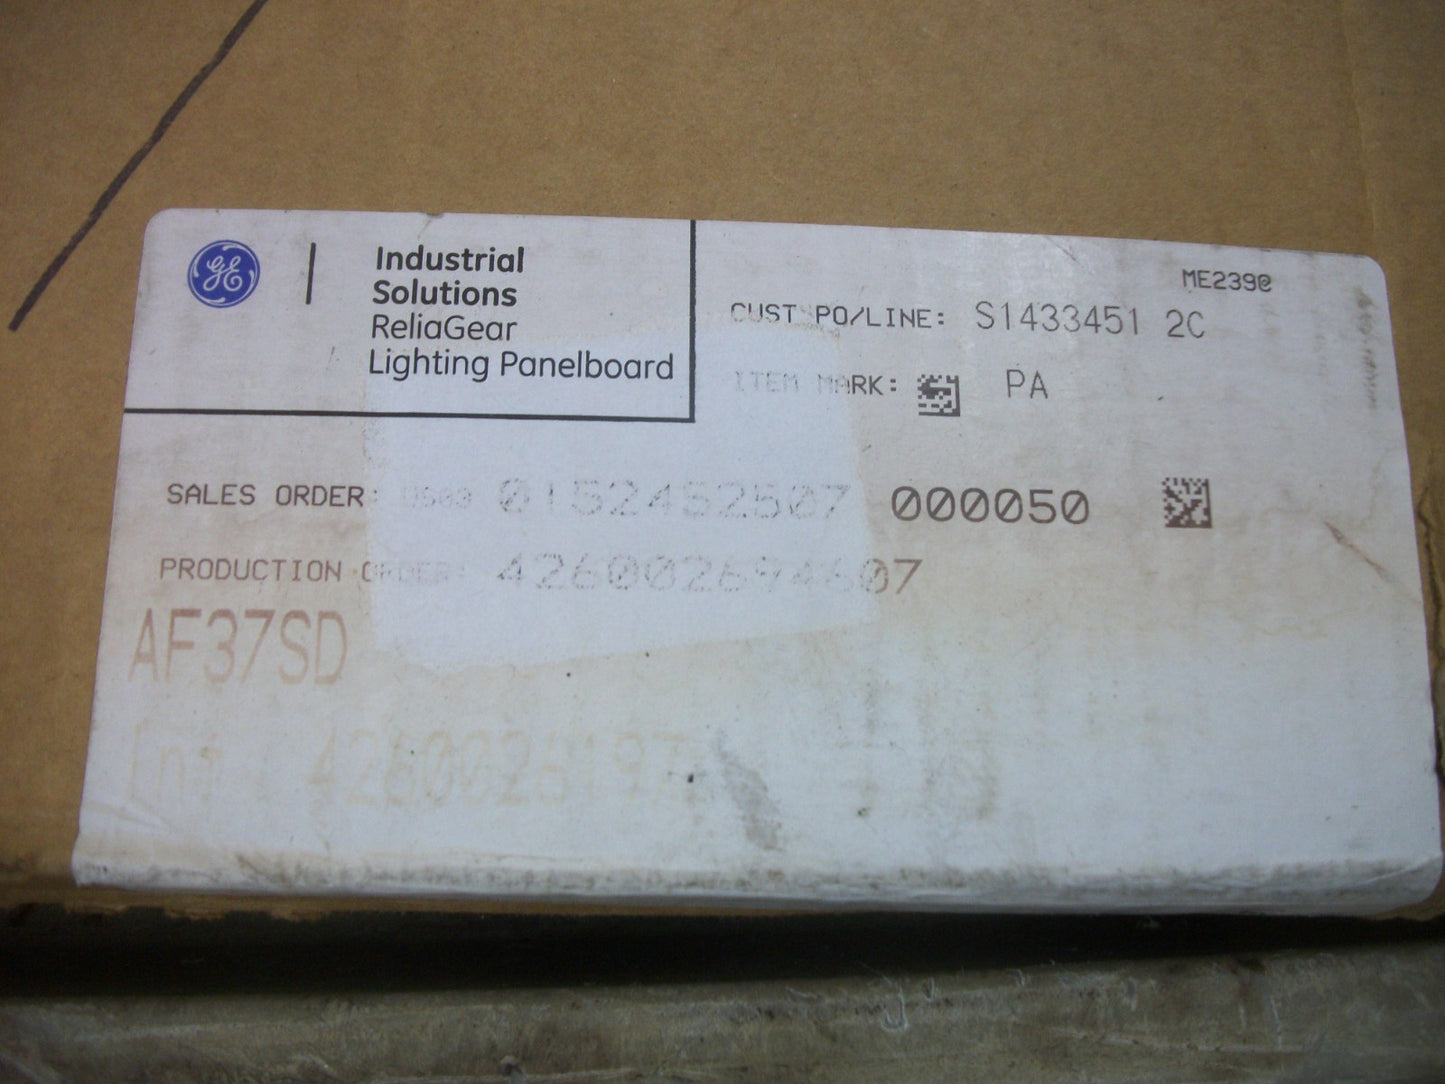 GE
Industrial
Solutions
ReliaGear
Lighting Panelboard
ME239@
CUST PO/LINE: S1433451 2C
ITEM MARK: PA
SALES ORDER: 0152452507 000050
PRODUCTION ORDER: 426002694607
AF37SD